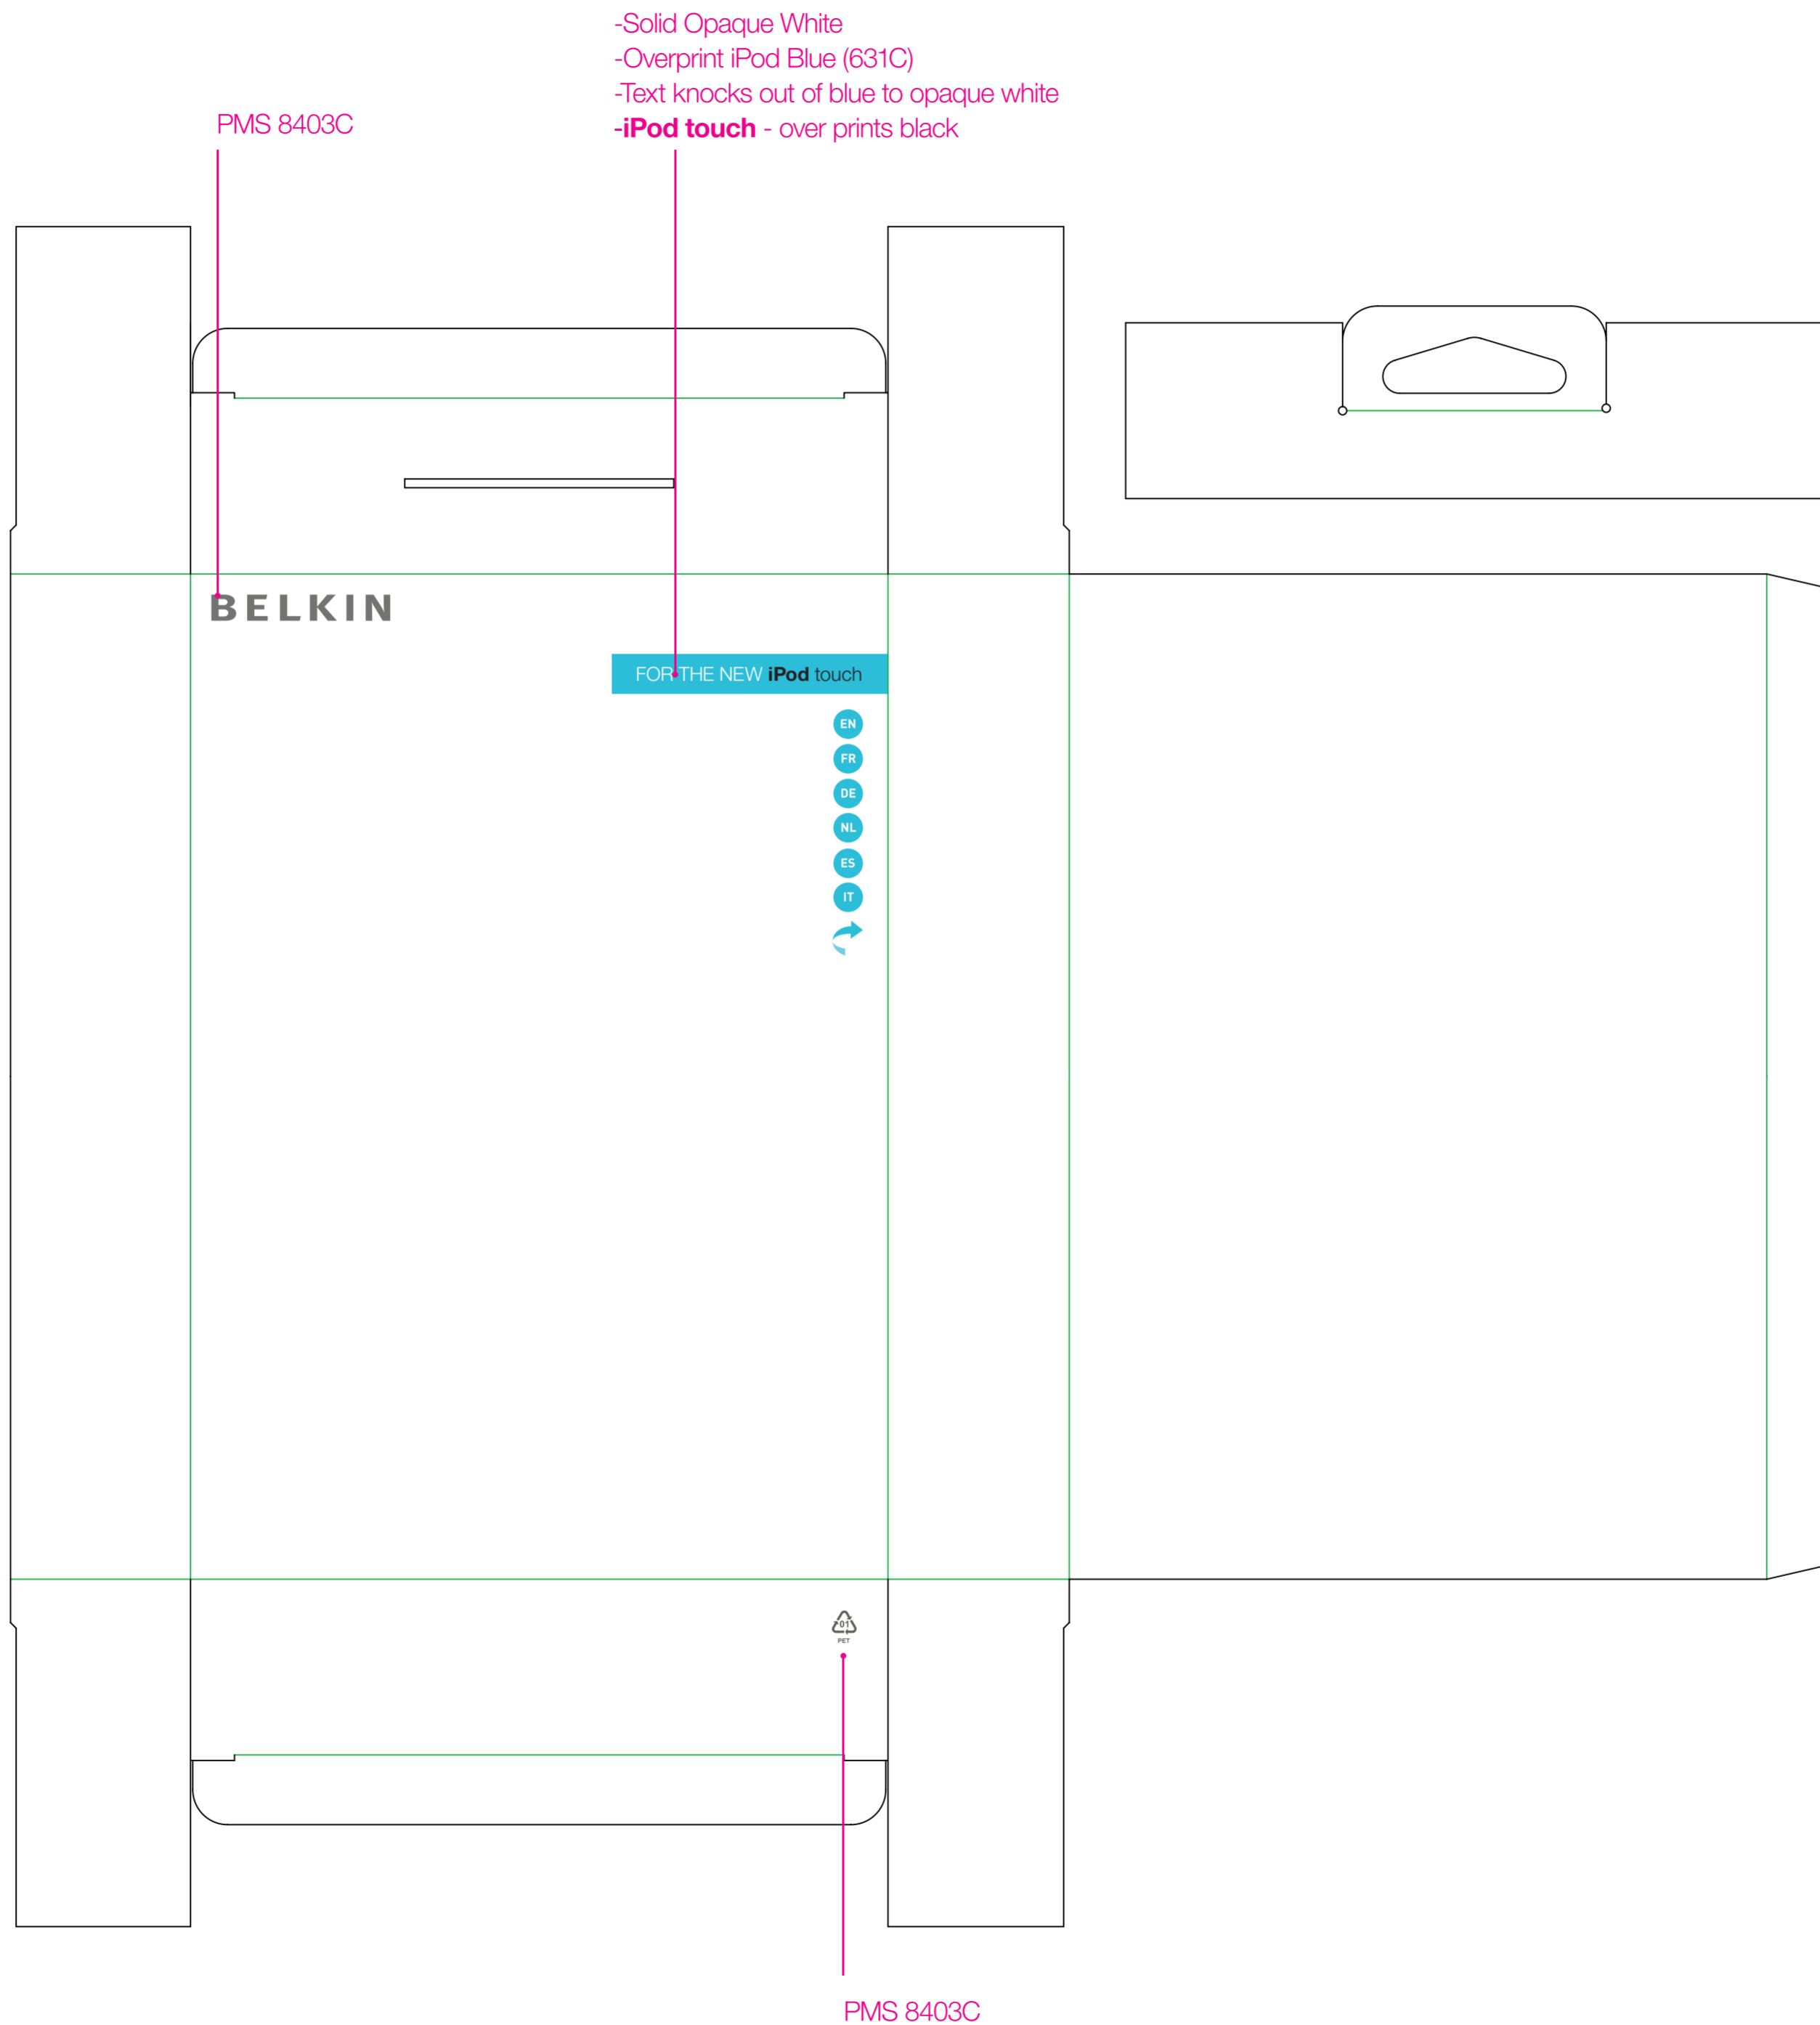 -Solid Opaque White
-Overprint iPod Blue (631C)
-Text knocks out of blue to opaque white
-iPod touch - over prints black
PMS 8403C
BELKIN
FOR THE NEW iPod touch
EN
FR
DE
NL
ES
IT
01
PET
PMS 8403C